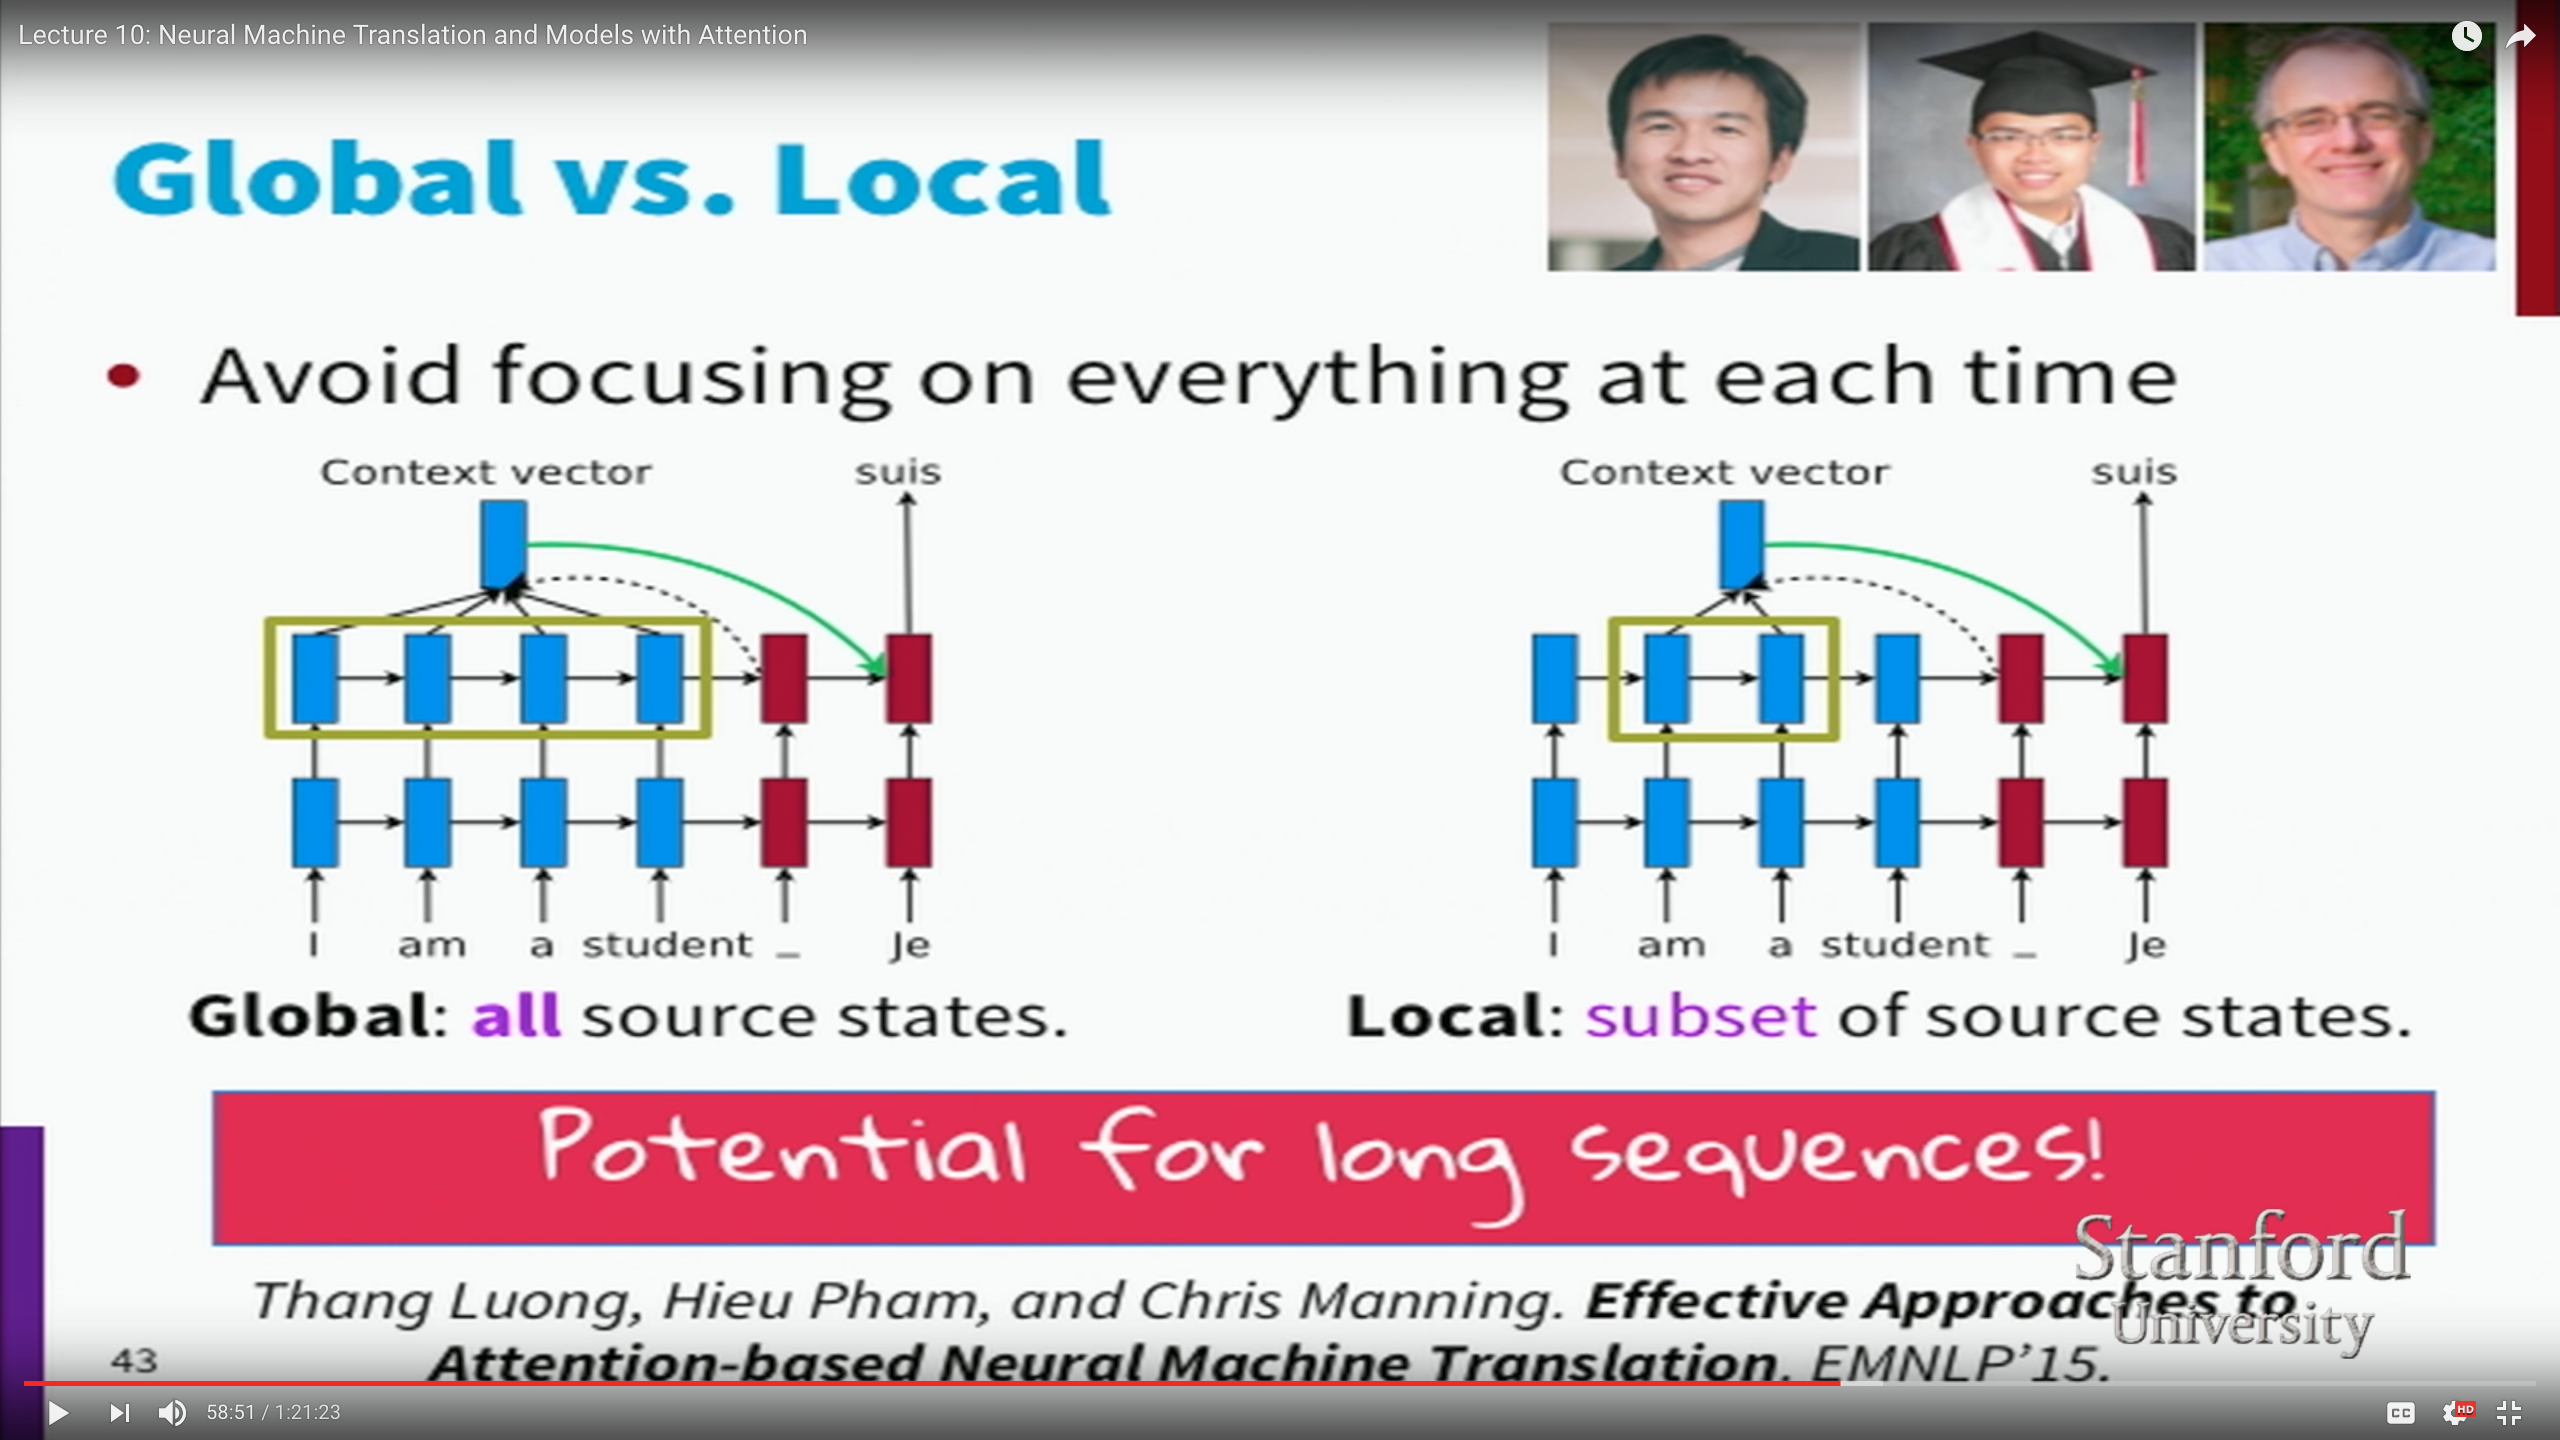 Lecture 10: Neural Machine Translation and Models with Attention
Global vs. Local
• Avoid focusing on everything at each time
Context vector suis
I am a student _ Je
Global: all source states.
Context vector suis
I am a student _ Je
Local: subset of source states.
Potential for long sequences!
Thang Luong, Hieu Pham, and Chris Manning. Effective Approaches to
Attention-based Neural Machine Translation. EMNLP'15.
Stanford
University
43
58:51 / 1:21:23
CC
HD